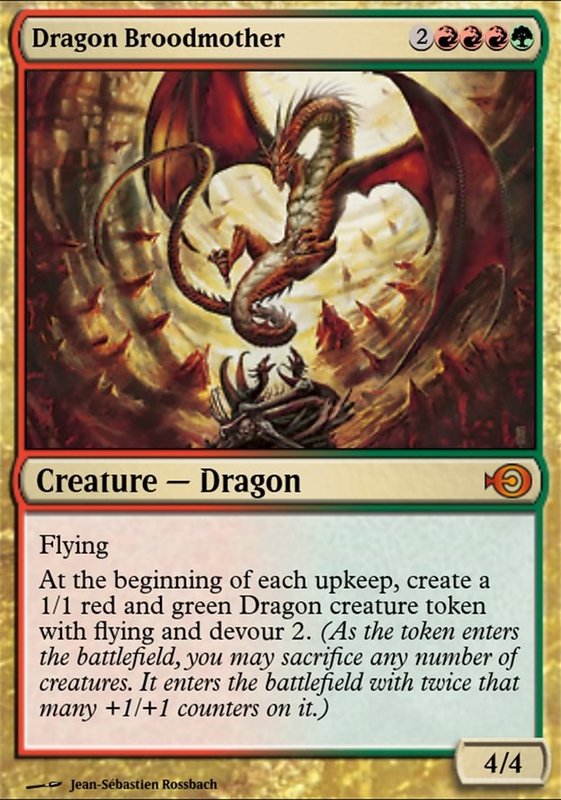 Dragon Broodmother 2
Creature — Dragon
Flying
At the beginning of each upkeep, create a
1/1 red and green Dragon creature token
with flying and devour 2. (As the token enters
the battlefield, you may sacrifice any number of
creatures. It enters the battlefield with twice that
many +1/+1 counters on it.)
4/4
Jean-Sébastien Rossbach